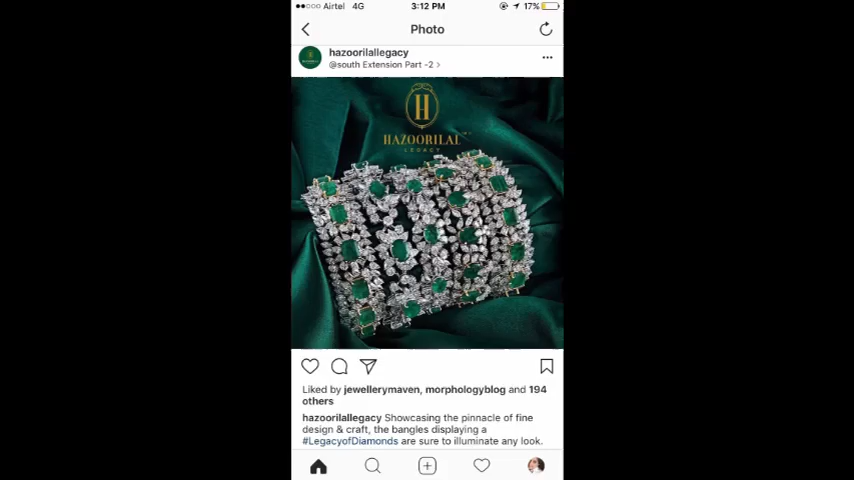 Airtel 4G 3:12 PM 17%
Photo
hazoorilallegacy
@south Extension Part -2 >
H
HAZOORILAL
LEGACY
Liked by jewellerymaven, morphologyblog and 194
others
hazoorilallegacy Showcasing the pinnacle of fine
design & craft, the bangles displaying a
#LegacyofDiamonds are sure to illuminate any look.